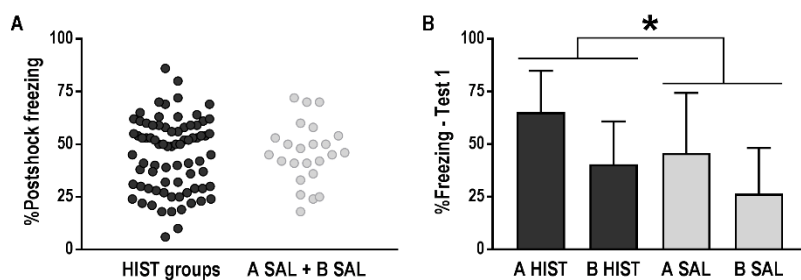 A
%Postshock freezing
100
75
50
25
0
HIST groups
A SAL + B SAL
B
%Freezing - Test 1
100
75
50
25
0
*
A HIST
B HIST
A SAL
B SAL